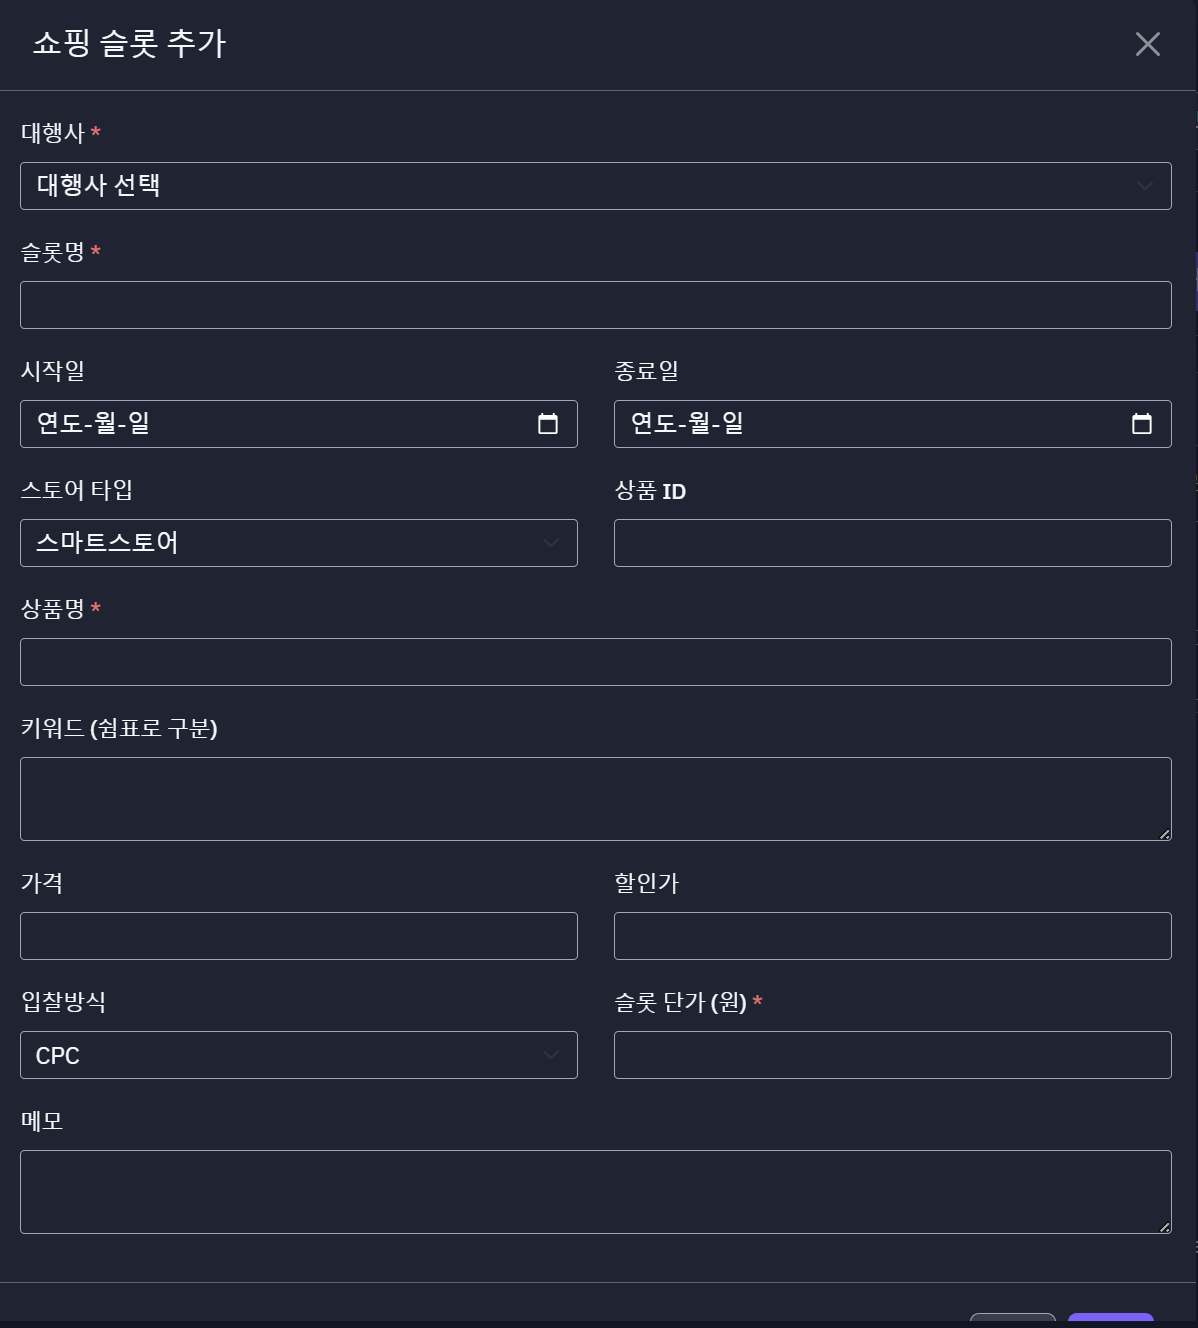 쇼핑 슬롯 추가
대행사 *
대행사 선택
슬롯명 *
시작일 종료일
연도-월-일 연도-월-일
스토어 타입 상품 ID
스마트스토어
상품명 *
키워드 (쉼표로 구분)
가격 할인가
입찰방식 슬롯 단가 (원) *
CPC
메모